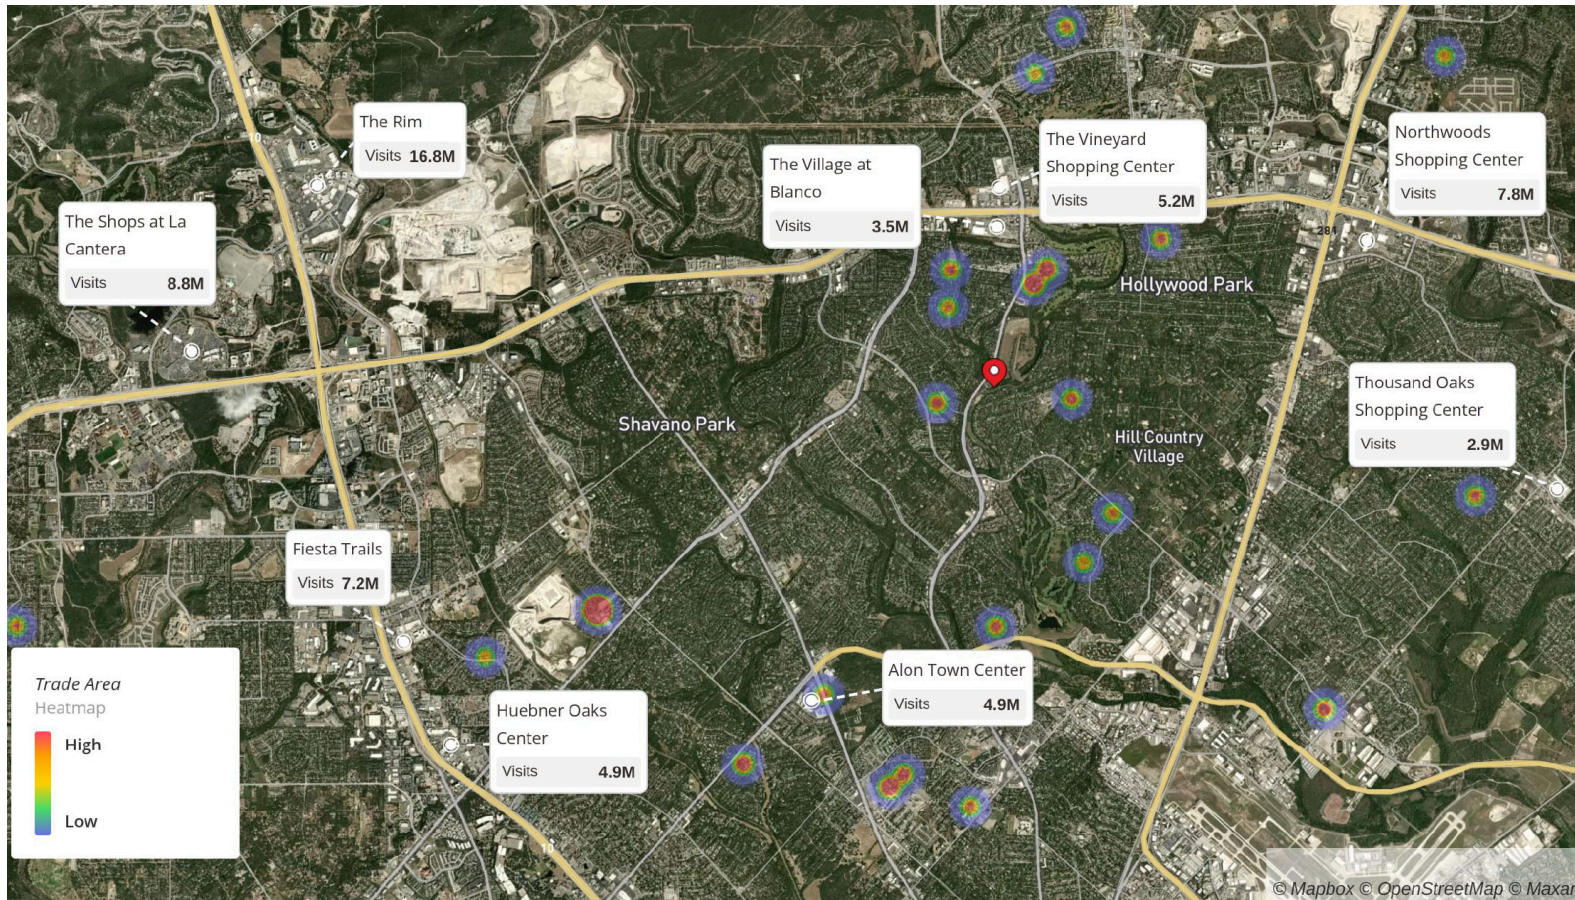 The Rim
Visits 16.8M
The Shops at La
Cantera
Visits 8.8M
The Village at
Blanco
Visits 3.5M
The Vineyard
Shopping Center
Visits 5.2M
Northwoods
Shopping Center
Visits 7.8M
10
281
Hollywood Park
Shavano Park
Hill Country
Village
Thousand Oaks
Shopping Center
Visits 2.9M
Fiesta Trails
Visits 7.2M
Alon Town Center
Visits 4.9M
Huebner Oaks
Center
Visits 4.9M
10
Trade Area
Heatmap
High
Low
© Mapbox © OpenStreetMap © Maxar